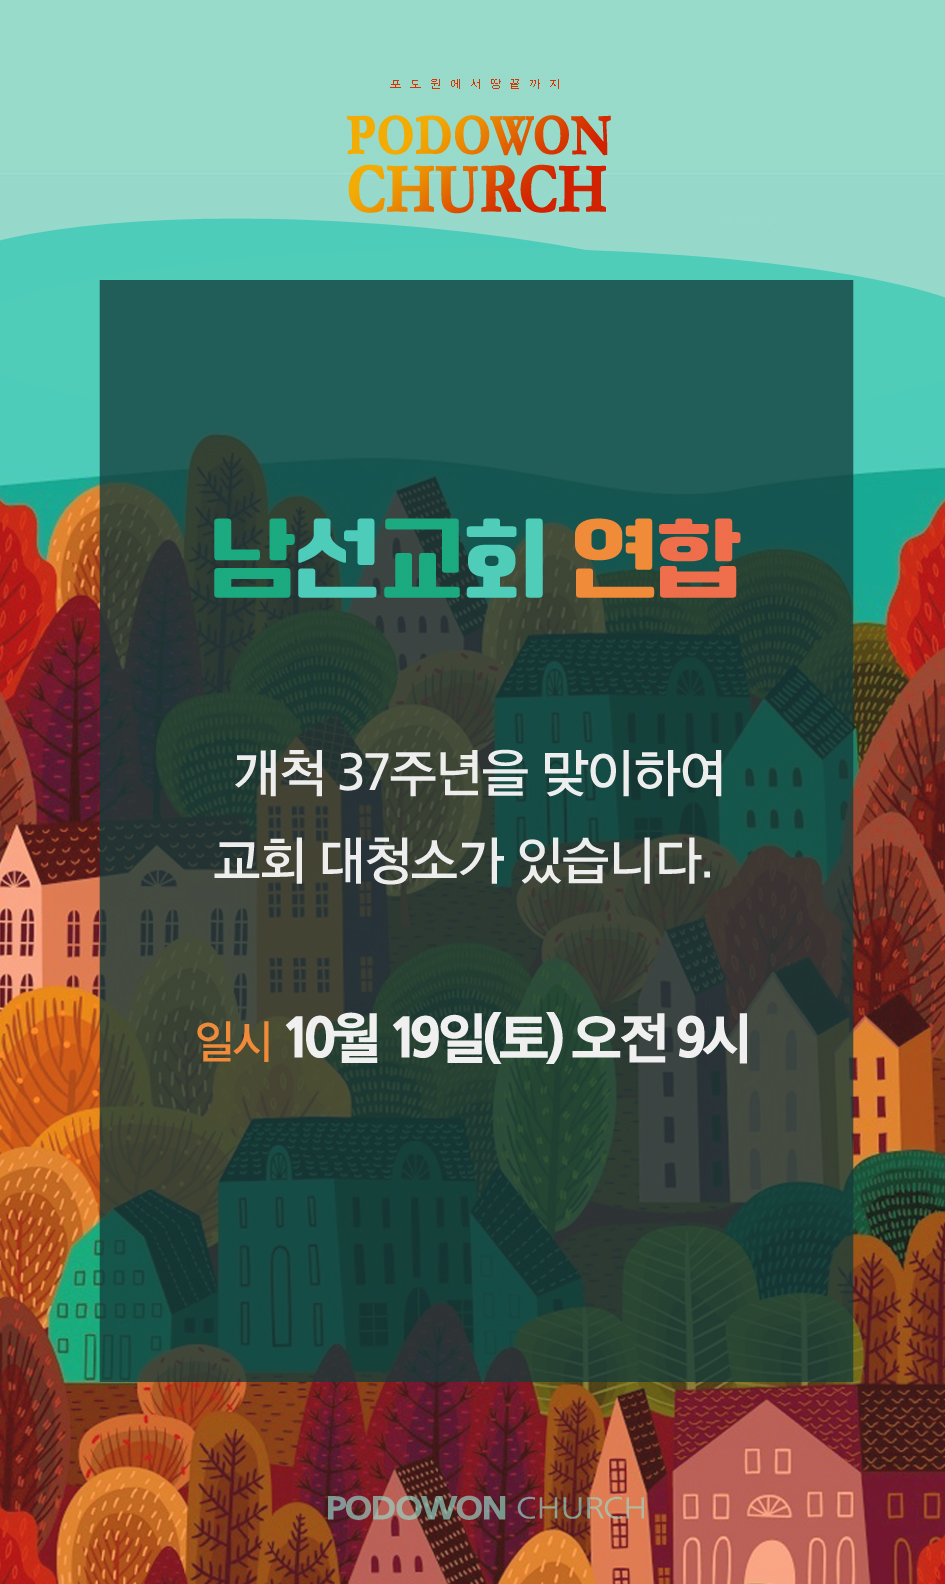 포도원에서땅끝까지
PODOWON
CHURCH
남선교회 연합
개척 37주년을 맞이하여
교회 대청소가 있습니다.
일시 10월 19일(토) 오전 9시
PODOWON CHURCH